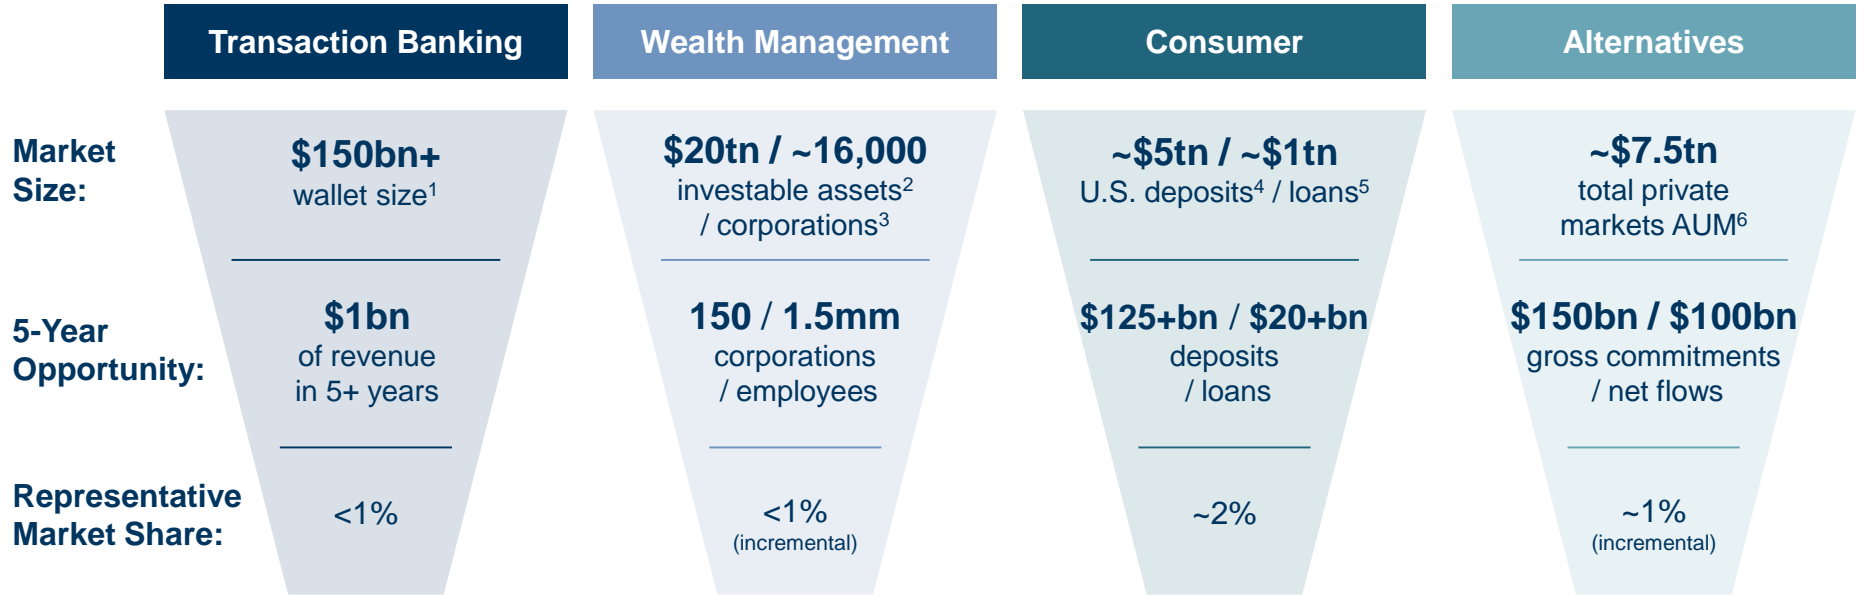 Transaction Banking
Wealth Management
Consumer
Alternatives
Market
Size:
$150bn+
wallet size1
$20tn / ~16,000
investable assets2
/ corporations3
~$5tn / ~$1tn
U.S. deposits4 / loans5
~$7.5tn
total private
markets AUM6
5-Year
Opportunity:
$1bn
of revenue
in 5+ years
150 / 1.5mm
corporations
/ employees
$125+bn / $20+bn
deposits
/ loans
$150bn / $100bn
gross commitments
/ net flows
Representative
Market Share:
<1%
<1%
(incremental)
~2%
~1%
(incremental)